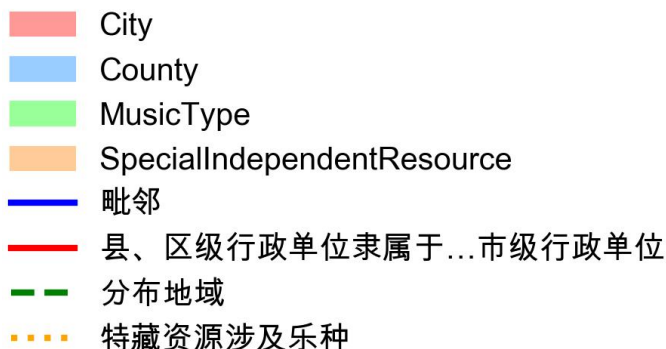 City
County
MusicType
SpecialIndependentResource
毗邻
县、区级行政单位隶属于…市级行政单位
分布地域
特藏资源涉及乐种